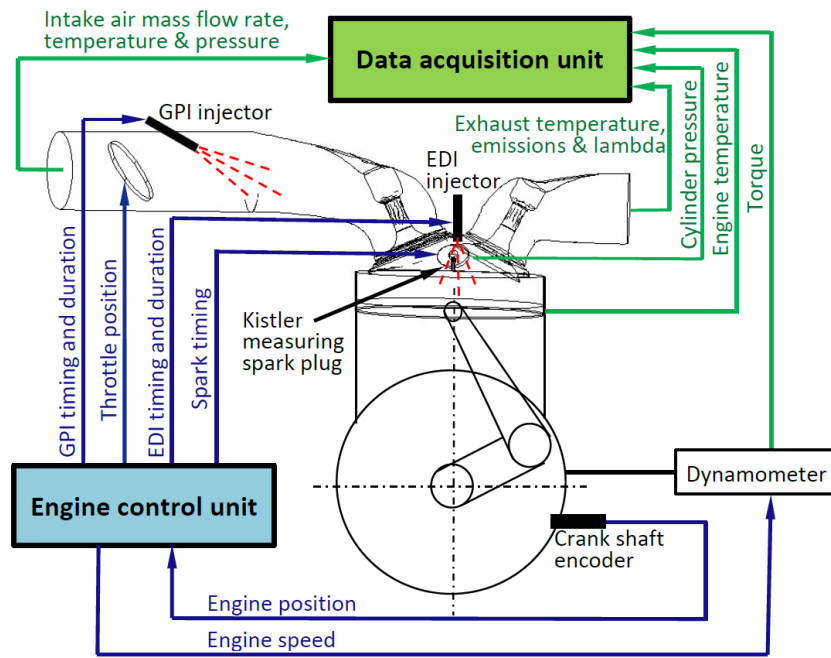 Intake air mass flow rate,
temperature & pressure
Data acquisition unit
GPI injector
Exhaust temperature,
emissions & lambda
EDI
injector
Cylinder pressure
Engine temperature
Torque
GPI timing and duration
Throttle position
EDI timing and duration
Spark timing
Kistler
measuring
spark plug
Engine control unit
Dynamometer
Crank shaft
encoder
Engine position
Engine speed